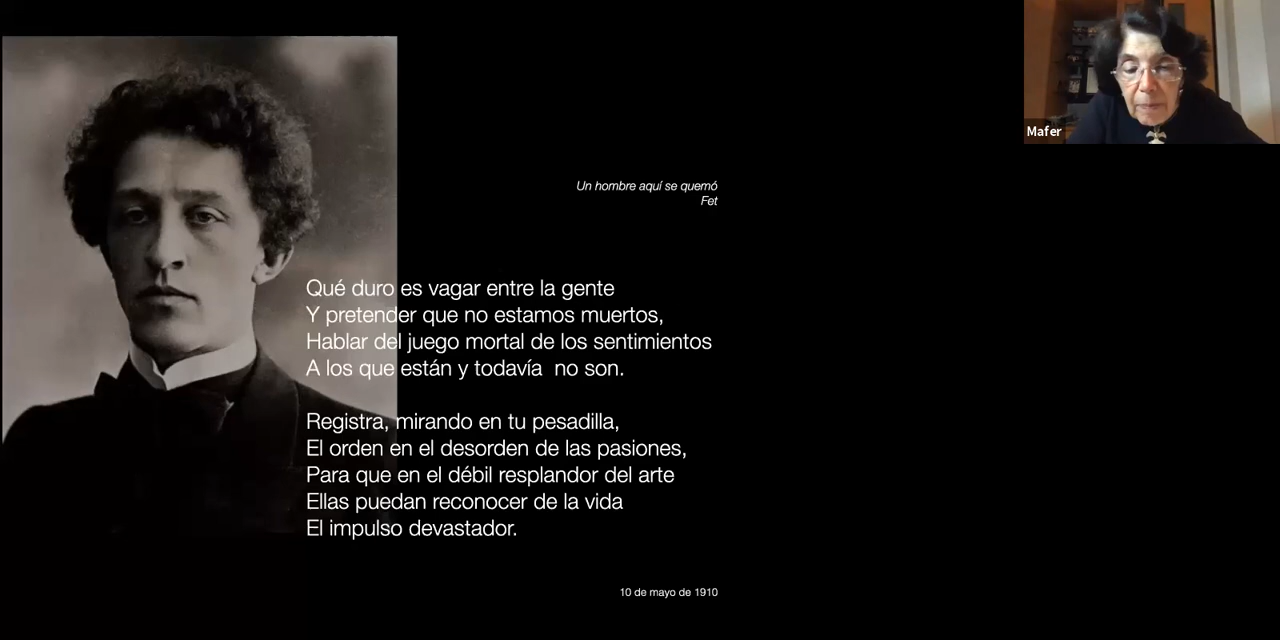 Mafer
Un hombre aquí se quemó
Fet
Qué duro es vagar entre la gente
Y pretender que no estamos muertos,
Hablar del juego mortal de los sentimientos
A los que están y todavía  no son.
Registra, mirando en tu pesadilla,
El orden en el desorden de las pasiones,
Para que en el débil resplandor del arte
Ellas puedan reconocer de la vida
El impulso devastador.
10 de mayo de 1910